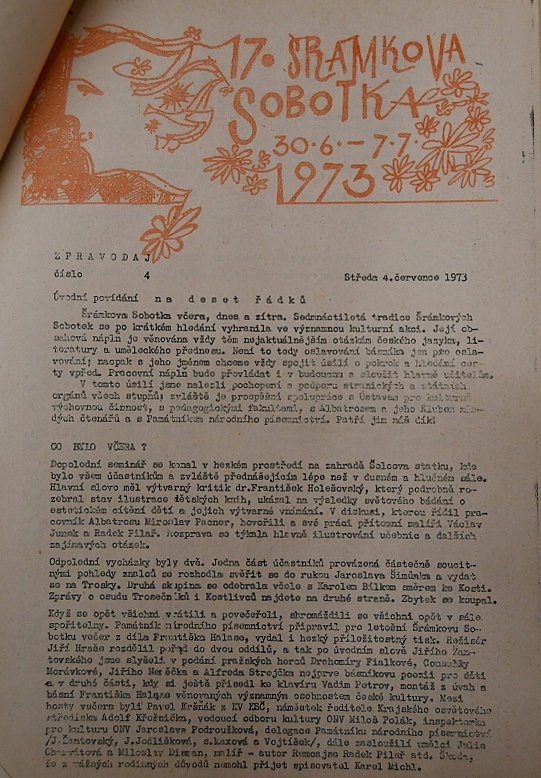 17. ŠRAMKOVA
SOBOTKA
30.6.-7.7.
1973
ZPRAVODAJ
číslo 4 Středa 4.července 1973
Úvodní povídání na deset řádků
Šrámkova Sobotka včera, dnes a zítra. Sedmnáctiletá tradice Šrámkových
Sobotek se po krátkém hledání vyhranila ve významnou kulturní akci. Její ob-
sahová náplň je věnována vždy těm nejaktuálnějším otázkám českého jazyka, li-
teratury a uměleckého přednesu. Není to tedy oslavování básníka jen pro osla-
vování; naopak s jeho jménem chceme vždy spojit úsilí o pokrok a hledání ces-
ty vpřed. Pracovní náplň bude převládat i v budoucnu a sloužit hlavně učitelům.
V tomto úsilí jsme nalezli pochopení a podporu stranických a státních
orgánů všech stupňů; zvláště je prospěšná spolupráce s Ústavem pro kulturně
výchovnou činnost, s pedagogickými fakultami, s Albatrosem a jeho Klubem mla-
dých čtenářů a s Památníkem národního písemnictví. Patří jim náš dík!
CO BYLO VČERA ?
Dopolední seminář se konal v hezkém prostředí na zahradě Šolcova statku, kde
bylo všem účastníkům a zvláště přednášejícím lépe než v dusném a hlučném sále.
Hlavní slovo měl výtvarný kritik dr.František Holešovský, který podrobně ro-
zebral stav ilustrace dětských knih, ukázal na výsledky světového bádání o
estetickém cítění dětí a jejich výtvarné vnímání. V diskusi, kterou řídil pra-
covník Albatrosu Miroslav Pacner, hovořili a své práci přítomní malíři Václav
Junek a Radek Pilař. Rozprava se týkala hlavně ilustrování učebnic a dalších
zajímavých otázek.
Odpolední vycházky byly dvě. Jedna část účastníků provázená částečně soucit-
nými pohledy znalců se rozhodla svěřit se do rukou Jaroslava Šimůnka a vydat
se na Trosky. Druhá skupina se odebrala včele s Karolem Bílkem směrem ke Kosti.
Zprávy o osudu Trosečníků i Kostlivců najdete na druhé straně. Zbytek se koupal.
Když se opět všichni vrátili a povečeřeli, shromáždili se všichni opět v sále
spořitelny. Památník národního písemnictví připravil pro letošní Šrámkovu So-
botku večer z díla Františka Halase, vydal i hezký příložitostný tisk. Režisér
Jiří Hraše rozdělil pořad do dvou oddílů, a tak po úvodním slově Jiřího Žan-
tovského jsme slyšeli v podání pražských herců Drahomíry Fialkové,
Morávkové, Jiřího a Alfreda Strejčka nejprve básníkovu poezii pro děti
a v druhé části, kdy si ještě přisedl ke klavíru Vadim Petrov, montáž z úvah a
básní Františka Halase věnovaných významným osobnostem české kultury. Mezi
hosty večera byli Pavel Kršňák z KV KSČ, náměstek ředitele Krajského osvětového
střediska Adolf Křečnička, vedoucí odboru kultury ONV Miloš Polák, inspektorka
pro kulturu ONV Jaroslava Podroužková, delegace Památníku národního písemnictví
/J.Žantovský, J.Jedličková, s.Maxová a Vojtíšek/, dále zasloužilí umělci Julie
Charvátová a Miloslav Disman, malíř - autor Rumcajse Radek Pilař atd. Škoda,
že z vážných rodinných důvodů nemohl přijet spisovatel Karel Michl.